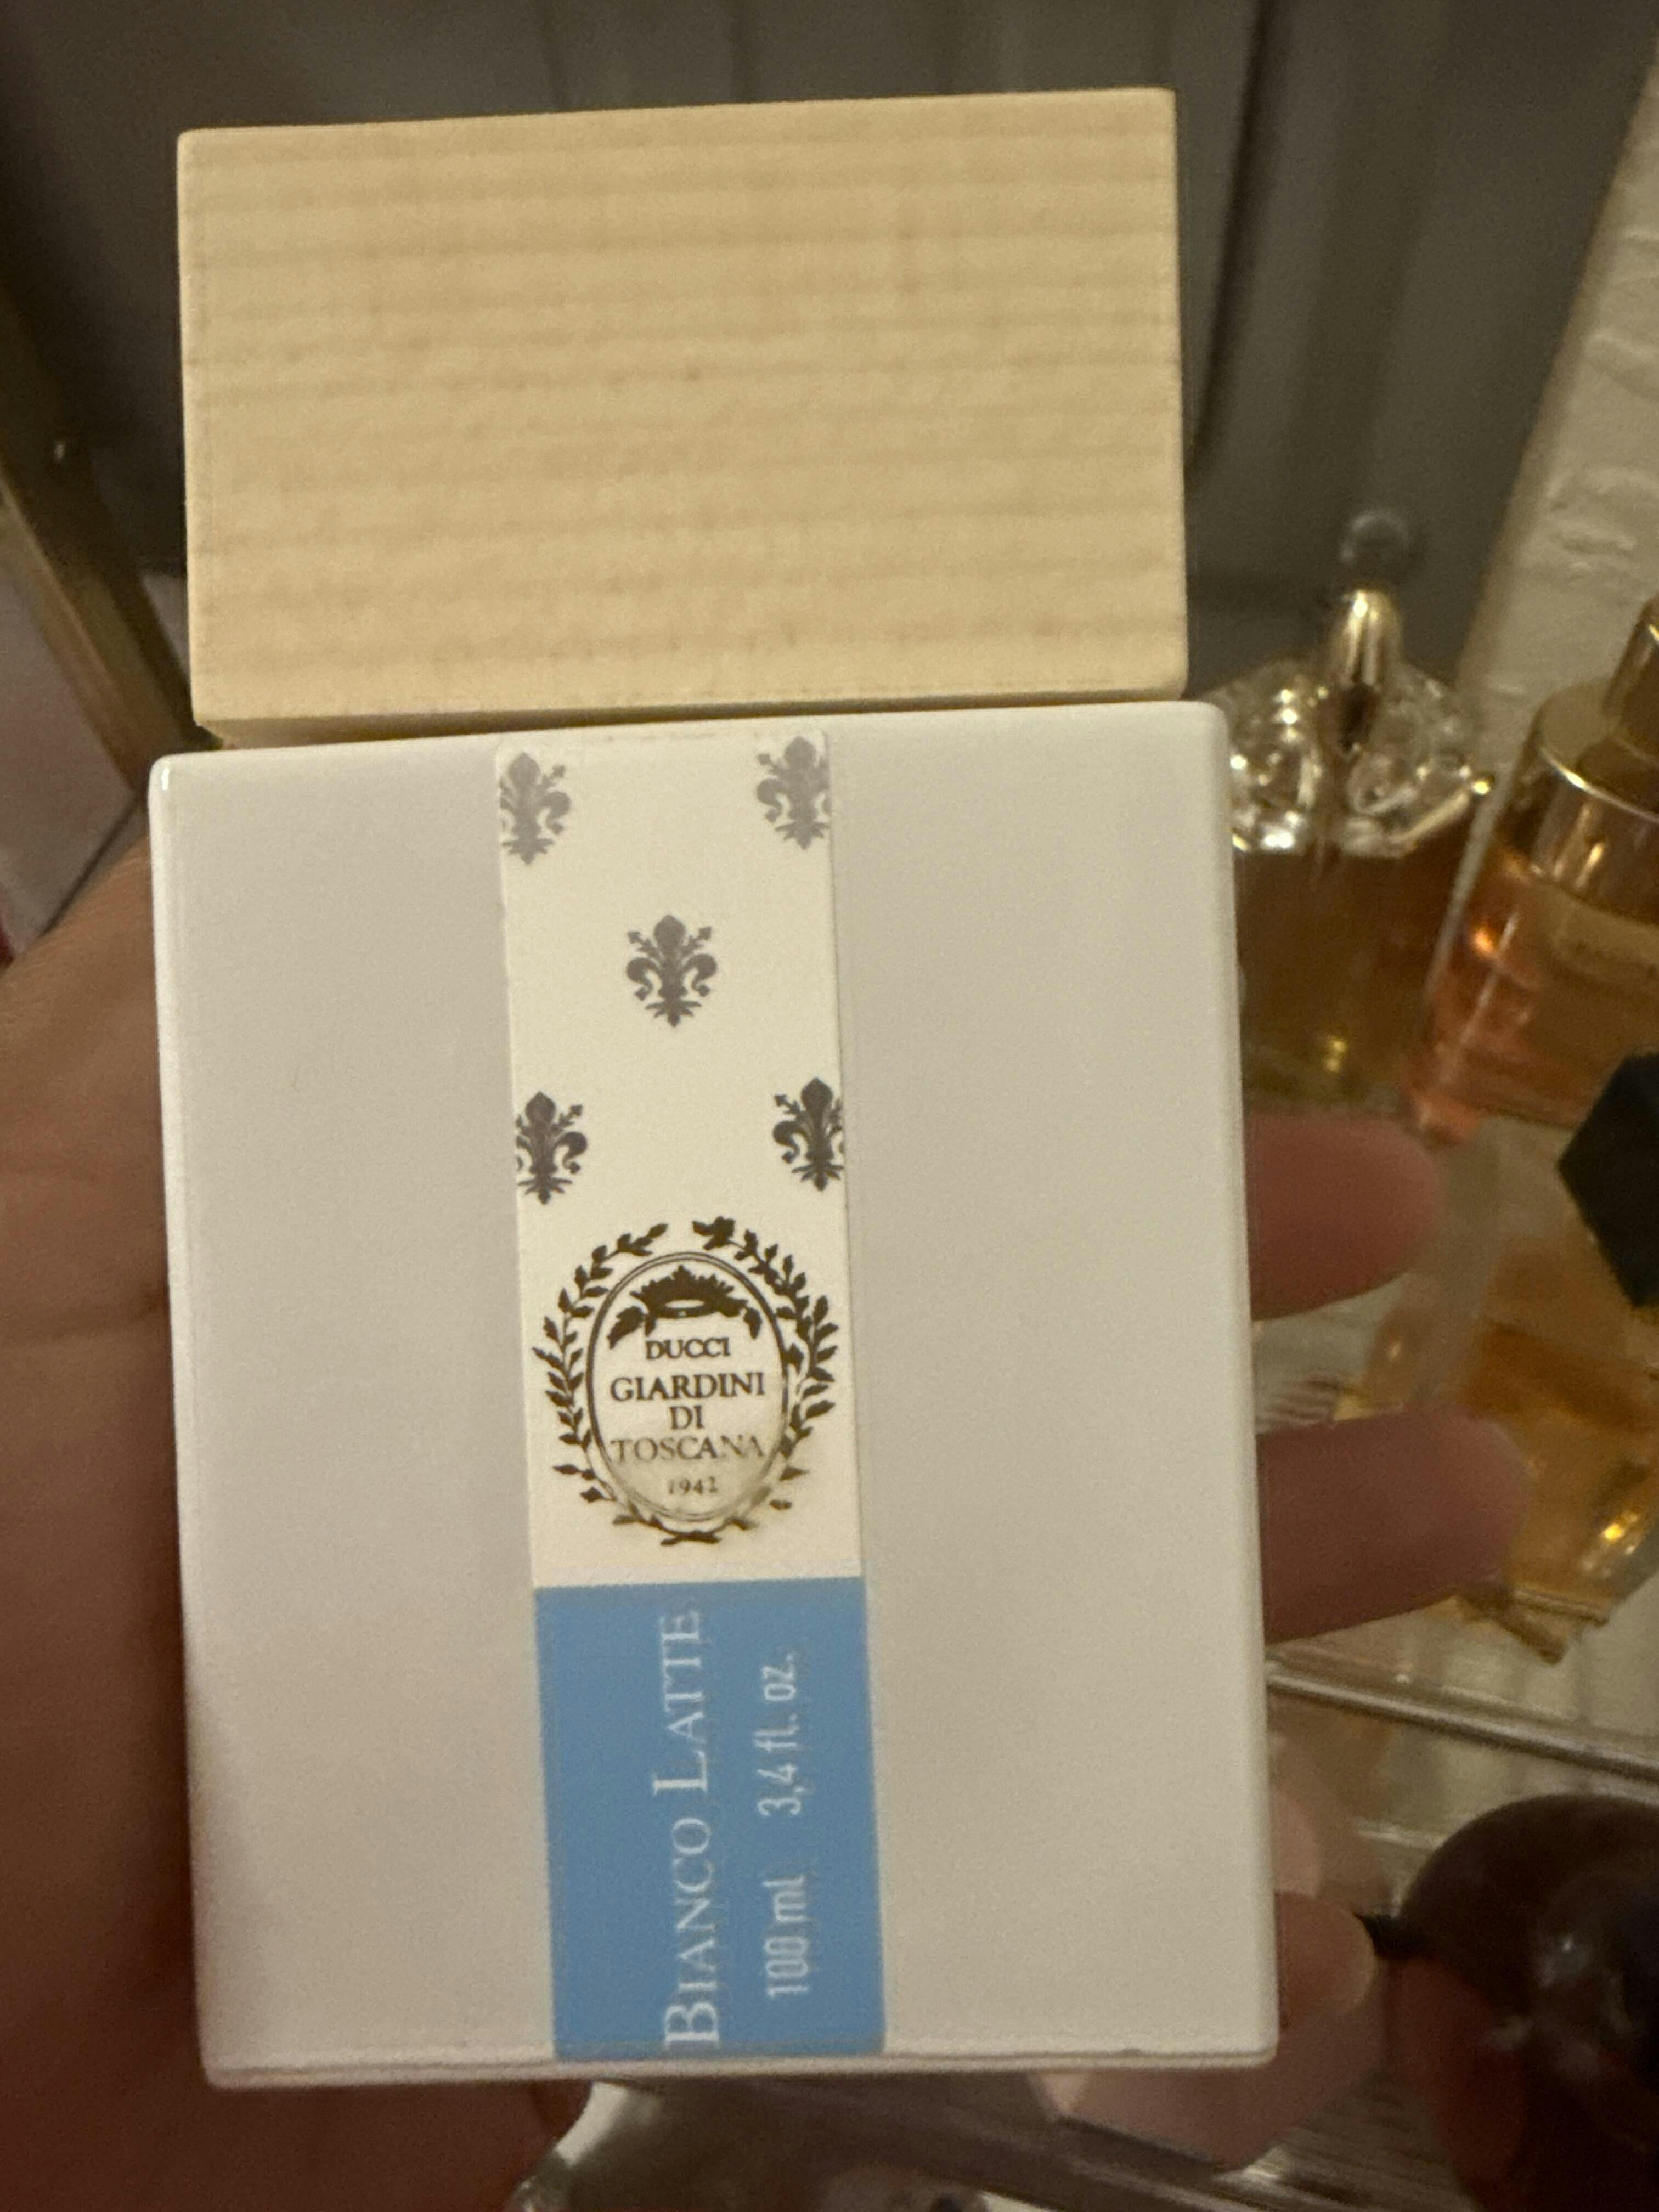 DUCCI
GIARDINI
DI
TOSCANA
1942
BIANCO LATTE
100 ml 3,4 fl. oz.